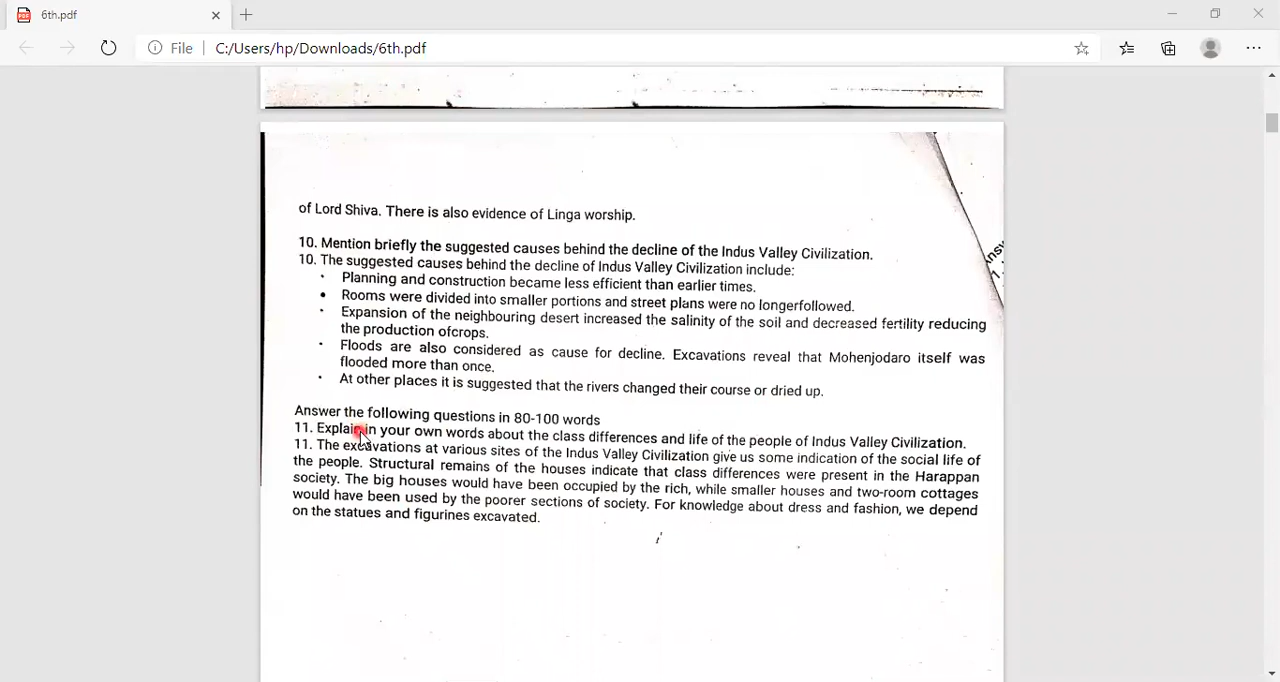 6th.pdf
File
C:/Users/hp/Downloads/6th.pdf
of Lord Shiva. There is also evidence of Linga worship.
10. Mention briefly the suggested causes behind the decline of the Indus Valley Civilization.
10. The suggested causes behind the decline of Indus Valley Civilization include:
• Planning and construction became less efficient than earlier times.
• Rooms were divided into smaller portions and street plans were no longerfollowed.
• Expansion of the neighbouring desert increased the salinity of the soil and decreased fertility reducing
the production ofcrops.
• Floods are also considered as cause for decline. Excavations reveal that Mohenjodaro itself was
flooded more than once.
• At other places it is suggested that the rivers changed their course or dried up.
Answer the following questions in 80-100 words
11. Explain in your own words about the class differences and life of the people of Indus Valley Civilization.
11. The excavations at various sites of the Indus Valley Civilization give us some indication of the social life of
the people. Structural remains of the houses indicate that class differences were present in the Harappan
society. The big houses would have been occupied by the rich, while smaller houses and two-room cottages
would have been used by the poorer sections of society. For knowledge about dress and fashion, we depend
on the statues and figurines excavated.